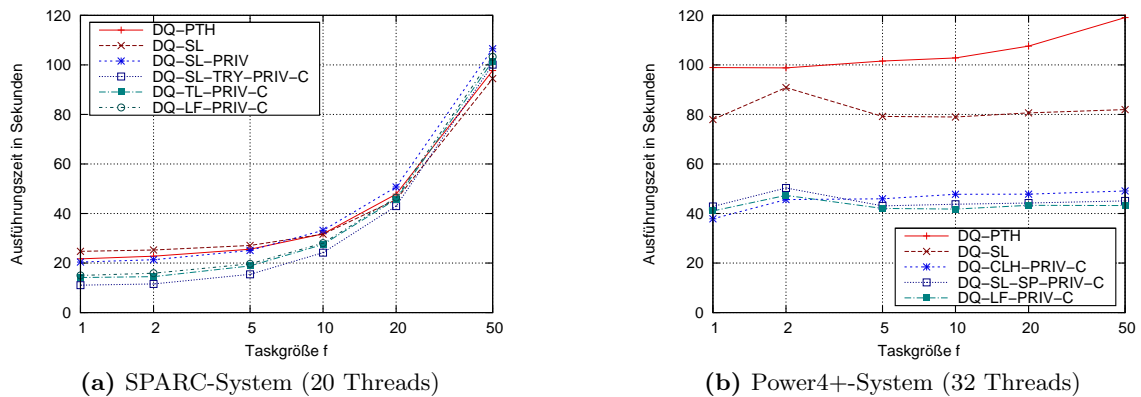 120
100
80
60
40
20
0
Ausführungszeit in Sekunden
DQ-PTH
DQ-SL
DQ-SL-PRIV
DQ-SL-TRY-PRIV-C
DQ-TL-PRIV-C
DQ-LF-PRIV-C
1 2 5 10 20 50
Taskgröße f
(a) SPARC-System (20 Threads)
120
100
80
60
40
20
0
Ausführungszeit in Sekunden
DQ-PTH
DQ-SL
DQ-CLH-PRIV-C
DQ-SL-SP-PRIV-C
DQ-LF-PRIV-C
1 2 5 10 20 50
Taskgröße f
(b) Power4+-System (32 Threads)